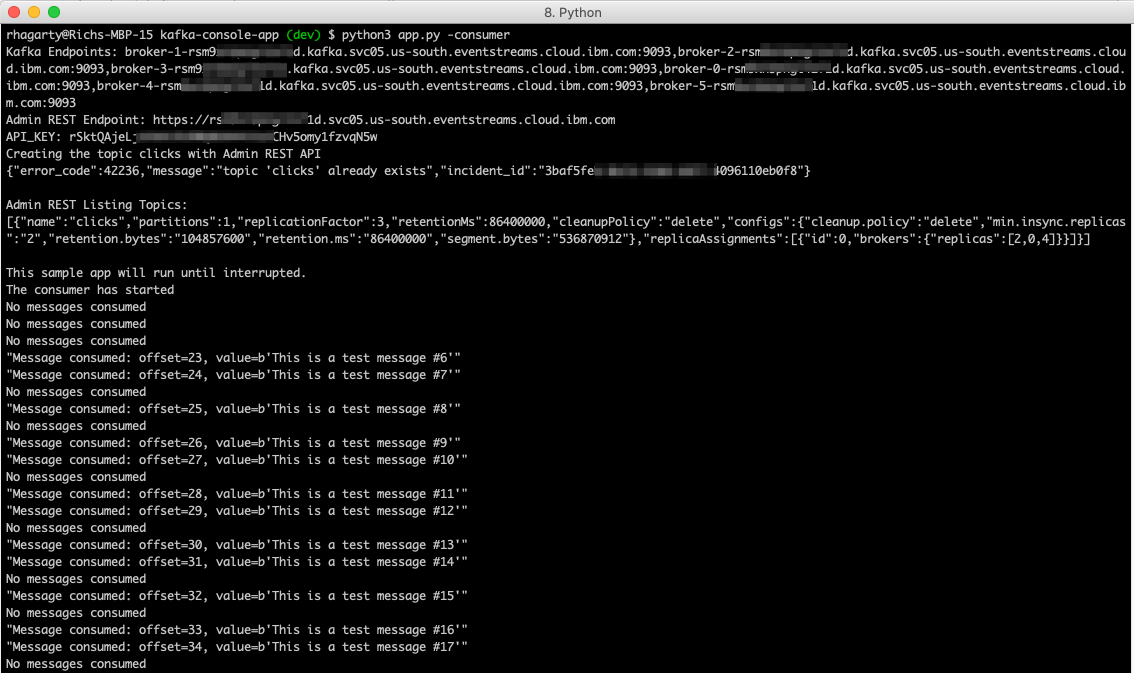 8. Python
rhagarty@Richs-MBP-15 kafka-console-app (dev) $ python3 app.py -consumer
Kafka Endpoints: broker-1-rsm9 d.kafka.svc05.us-south.eventstreams.cloud.ibm.com:9093,broker-2-rsm d.kafka.svc05.us-south.eventstreams.clou
d.ibm.com:9093,broker-3-rsm9 .kafka.svc05.us-south.eventstreams.cloud.ibm.com:9093,broker-0-rsm d.kafka.svc05.us-south.eventstreams.cloud.
ibm.com:9093,broker-4-rsm 1d.kafka.svc05.us-south.eventstreams.cloud.ibm.com:9093,broker-5-rsm 1d.kafka.svc05.us-south.eventstreams.cloud.ib
m.com:9093
Admin REST Endpoint: https://rs 1d.svc05.us-south.eventstreams.cloud.ibm.com
API_KEY: rSktQAjeL CHv5omy1fzvqN5w
Creating the topic clicks with Admin REST API
{"error_code":42236,"message":"topic 'clicks' already exists","incident_id":"3baf5fe 4096110eb0f8"}

Admin REST Listing Topics:
[{"name":"clicks","partitions":1,"replicationFactor":3,"retentionMs":86400000,"cleanupPolicy":"delete","configs":{"cleanup.policy":"delete","min.insync.replicas
":"2","retention.bytes":"104857600","retention.ms":"86400000","segment.bytes":"536870912"},"replicaAssignments":[{"id":0,"brokers":{"replicas":[2,0,4]}}]}]

This sample app will run until interrupted.
The consumer has started
No messages consumed
No messages consumed
No messages consumed
"Message consumed: offset=23, value=b'This is a test message #6'"
"Message consumed: offset=24, value=b'This is a test message #7'"
No messages consumed
"Message consumed: offset=25, value=b'This is a test message #8'"
No messages consumed
"Message consumed: offset=26, value=b'This is a test message #9'"
"Message consumed: offset=27, value=b'This is a test message #10'"
No messages consumed
"Message consumed: offset=28, value=b'This is a test message #11'"
"Message consumed: offset=29, value=b'This is a test message #12'"
No messages consumed
"Message consumed: offset=30, value=b'This is a test message #13'"
"Message consumed: offset=31, value=b'This is a test message #14'"
No messages consumed
"Message consumed: offset=32, value=b'This is a test message #15'"
No messages consumed
"Message consumed: offset=33, value=b'This is a test message #16'"
"Message consumed: offset=34, value=b'This is a test message #17'"
No messages consumed